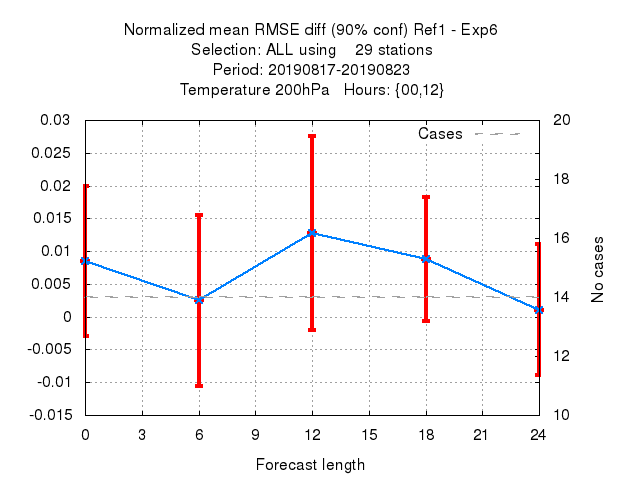 Normalized mean RMSE diff (90% conf) Ref1 - Exp6
Selection: ALL using    29 stations
Period: 20190817-20190823
Temperature 200hPa   Hours: {00,12}
Cases
0.03
0.025
0.02
0.015
0.01
0.005
0
-0.005
-0.01
-0.015
20
18
16
14
12
10
No cases
0 3 6 9 12 15 18 21 24
Forecast length